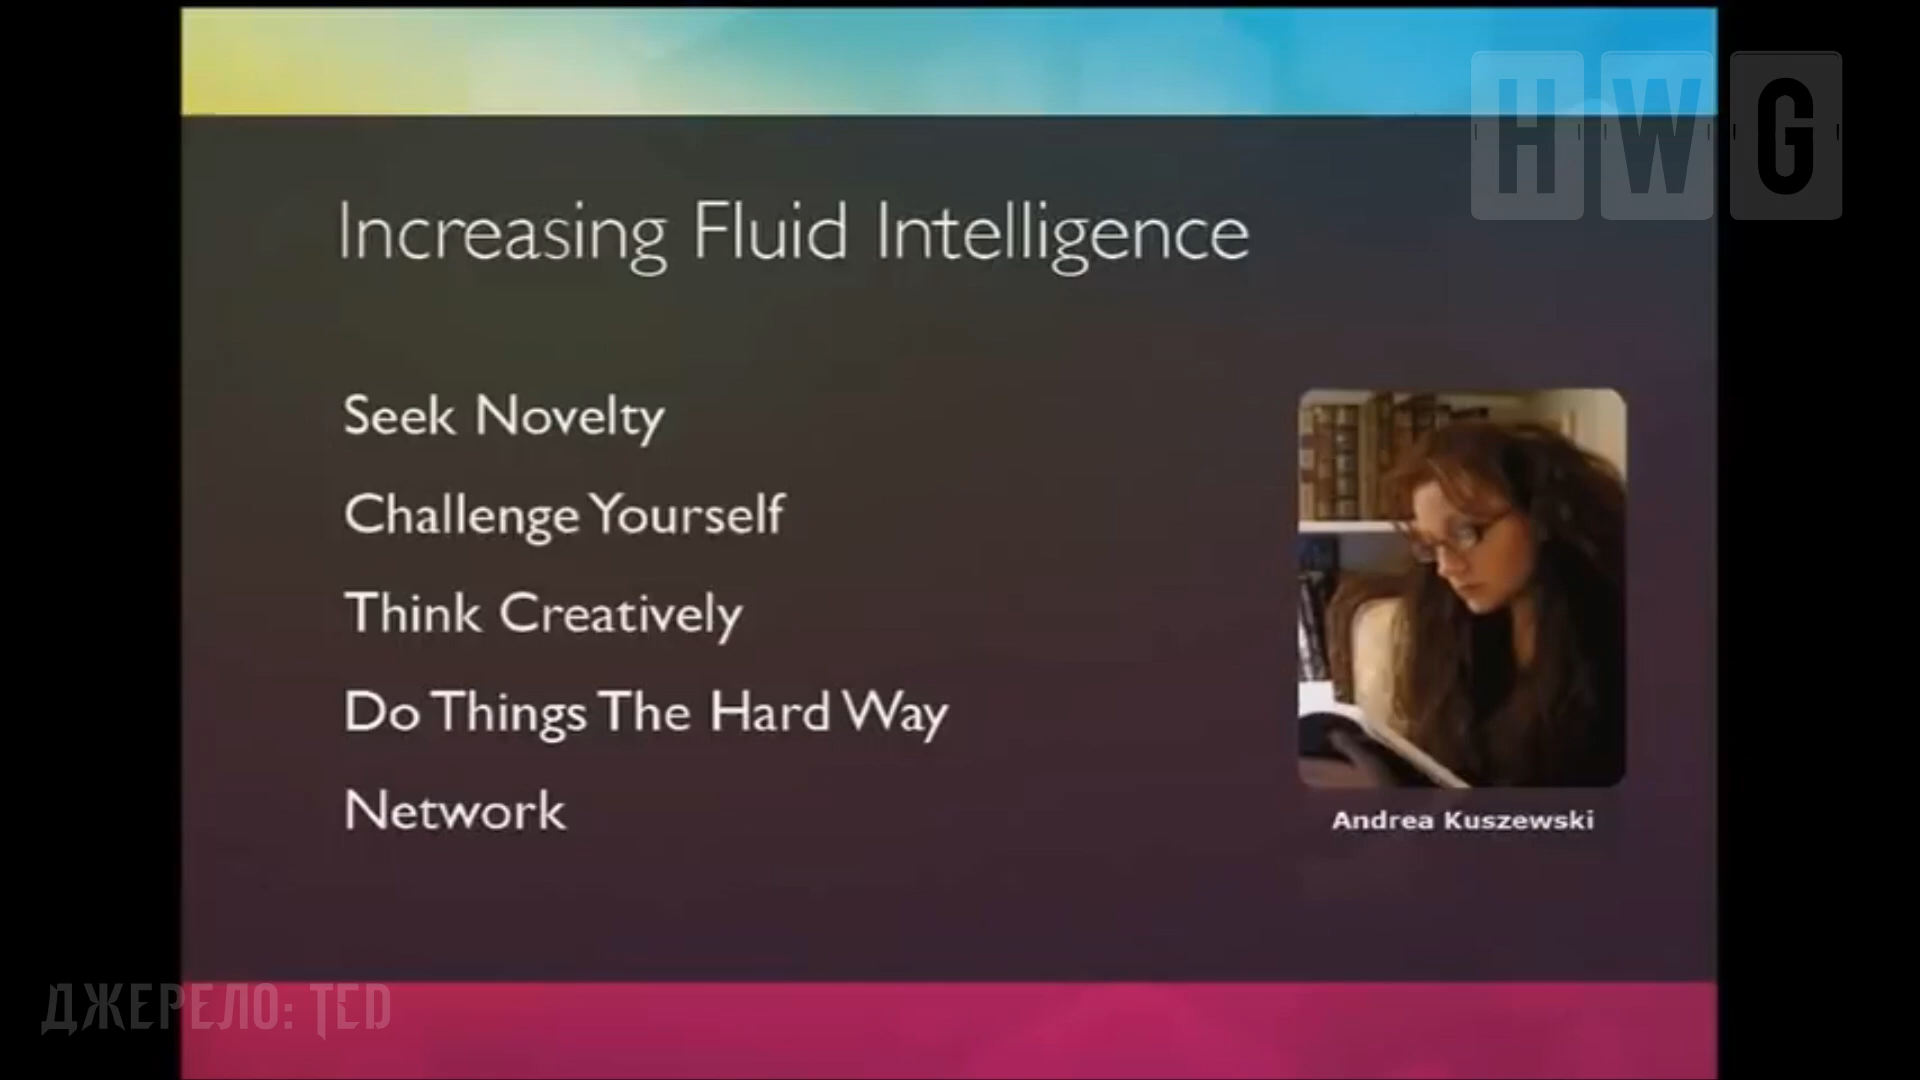 HWG
Increasing Fluid Intelligence
Seek Novelty
Challenge Yourself
Think Creatively
Do Things The Hard Way
Network
Andrea Kuszewski
ДЖЕРЕЛО: TED